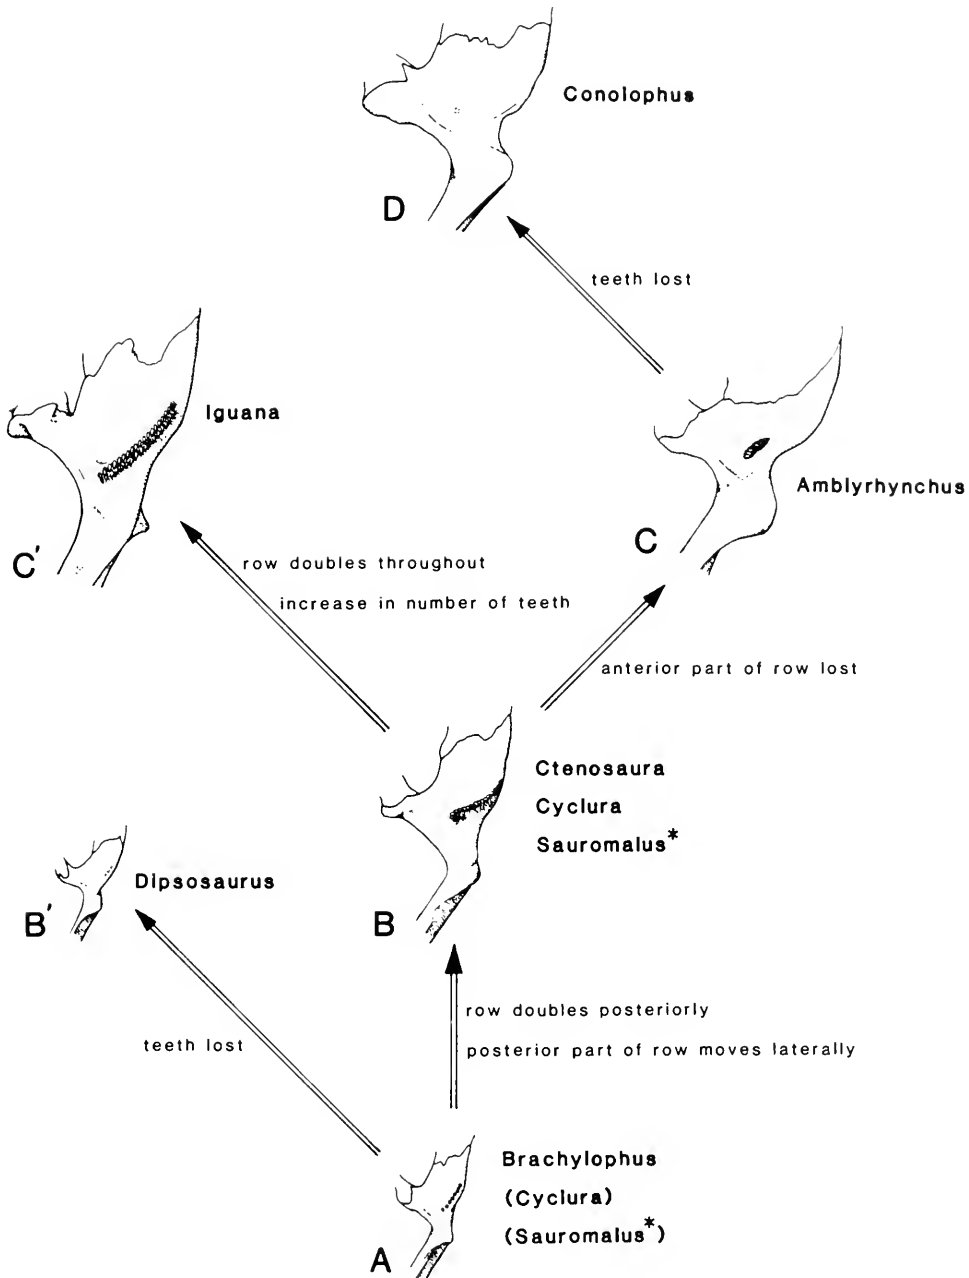 Conolophus
D
teeth lost
Iguana
Amblyrhynchus
C
C'
row doubles throughout
increase in number of teeth
anterior part of row lost
Ctenosaura
Cyclura
Sauromalus*
Dipsosaurus
B'
B
row doubles posteriorly
teeth lost
posterior part of row moves laterally
Brachylophus
(Cyclura)
(Sauromalus*)
A